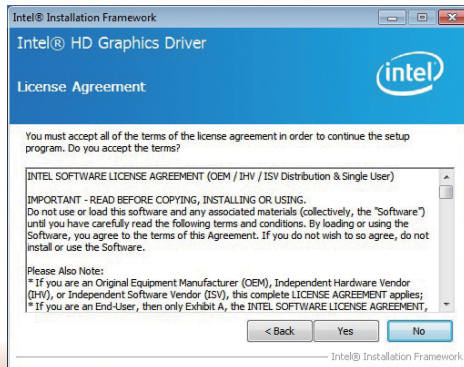 Intel® Installation Framework
Intel® HD Graphics Driver
intel
License Agreement
You must accept all of the terms of the license agreement in order to continue the setup
program. Do you accept the terms?
INTEL SOFTWARE LICENSE AGREEMENT (OEM / IHV / ISV Distribution & Single User)
IMPORTANT - READ BEFORE COPYING, INSTALLING OR USING.
Do not use or load this software and any associated materials (collectively, the "Software")
until you have carefully read the following terms and conditions. By loading or using the
Software, you agree to the terms of this Agreement. If you do not wish to so agree, do not
install or use the Software.
Please Also Note:
* If you are an Original Equipment Manufacturer (OEM), Independent Hardware Vendor
(IHV), or Independent Software Vendor (ISV), this complete LICENSE AGREEMENT applies;
* If you are an End-User, then only Exhibit A, the INTEL SOFTWARE LICENSE AGREEMENT,
< Back Yes No
Intel® Installation Framework